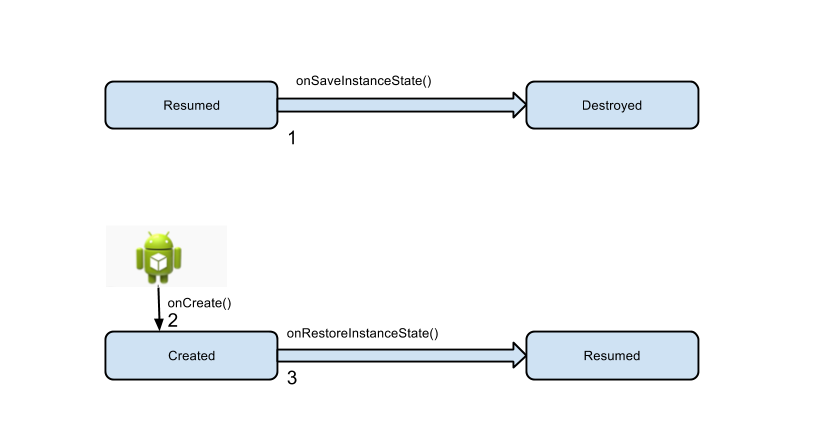 onSaveInstanceState()
Resumed
Destroyed
1
onCreate()
2
onRestoreInstanceState()
Created
Resumed
3